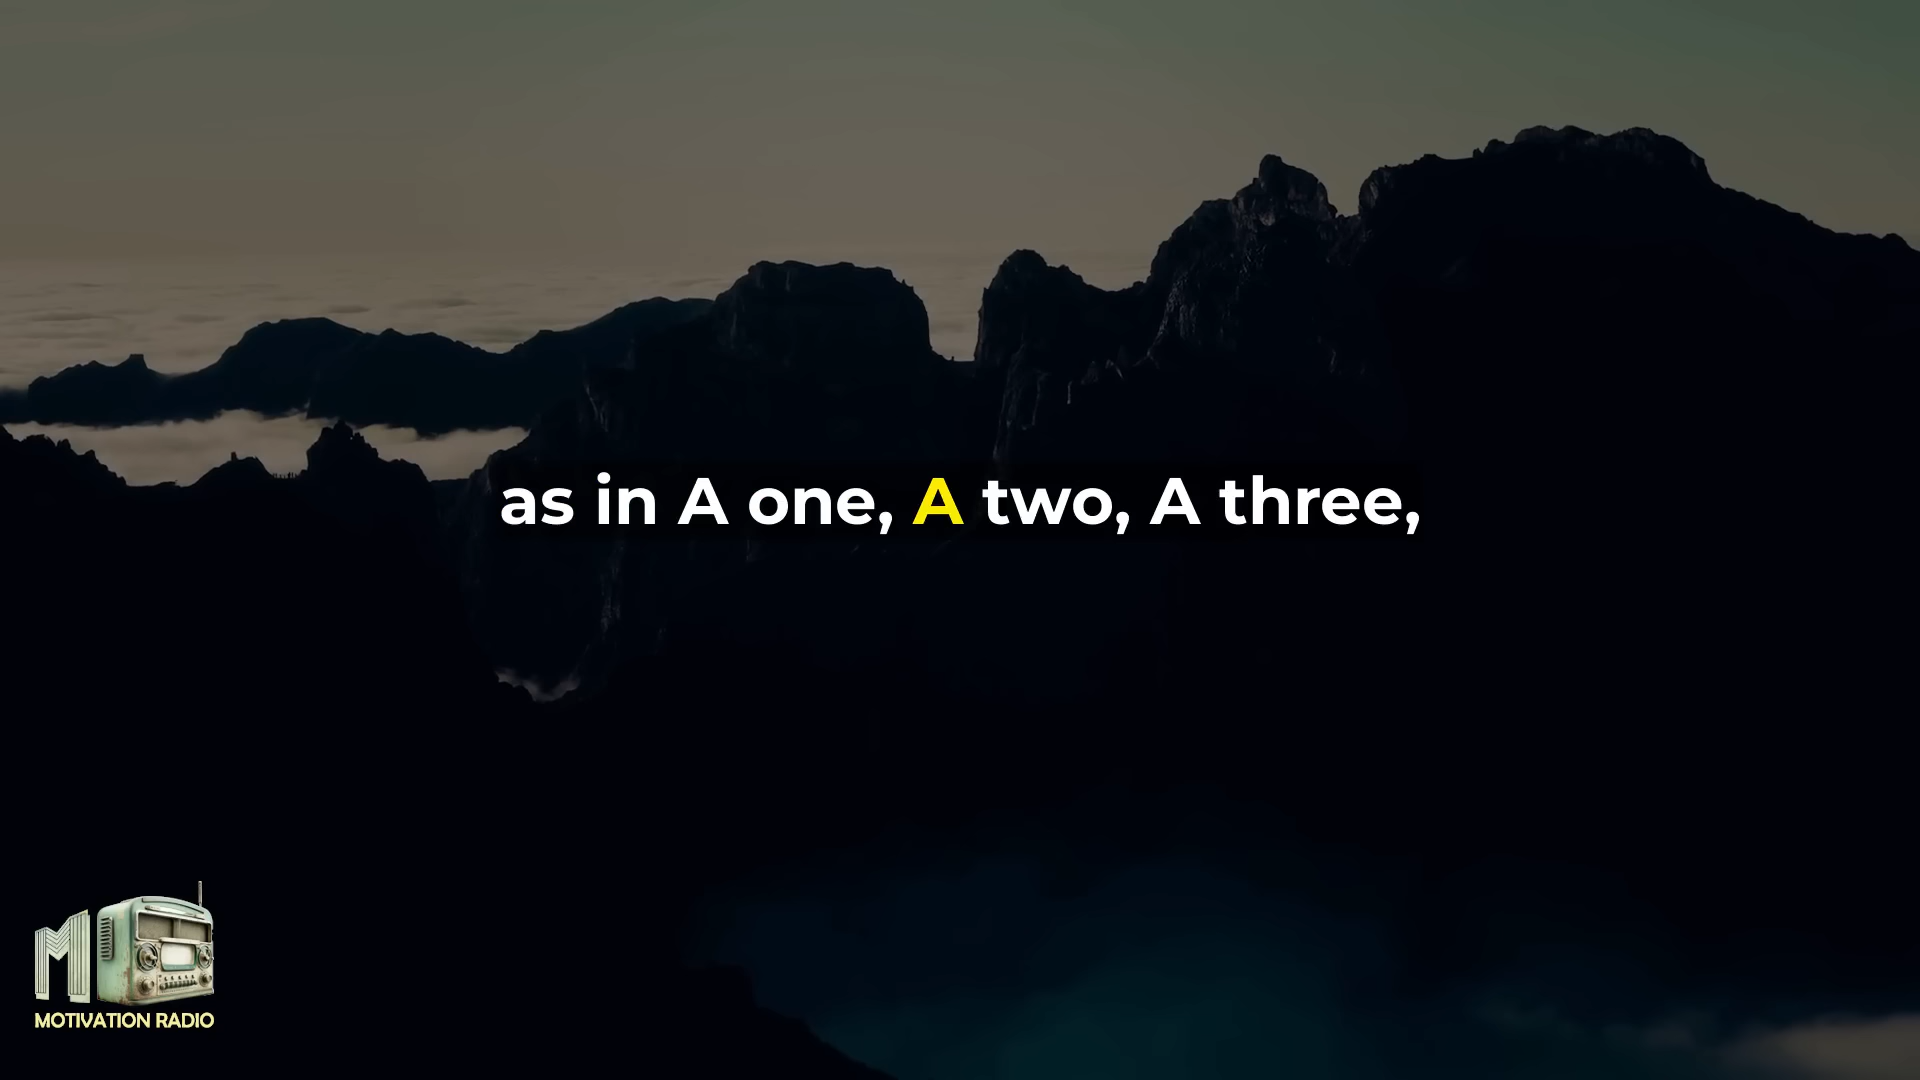 as in A one, A two, A three,
M
MOTIVATION RADIO